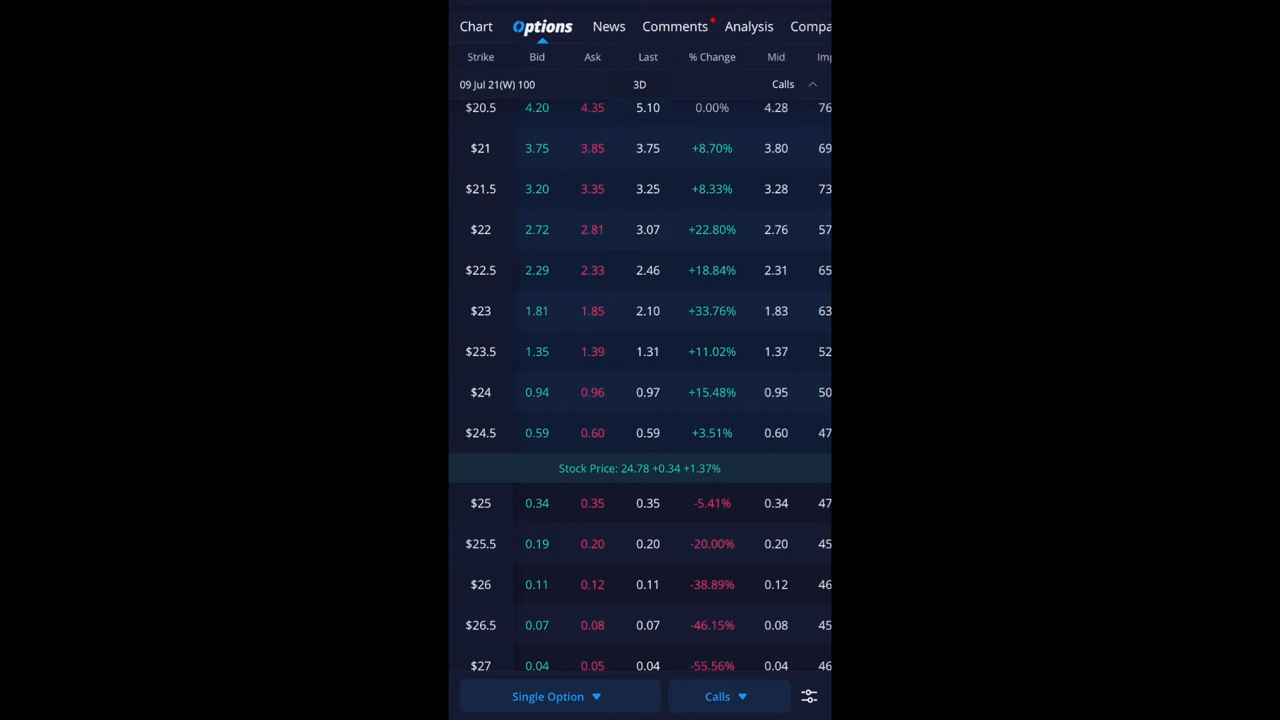 Chart Options News Comments Analysis Compa
Strike Bid Ask Last % Change Mid Imp
09 Jul 21(W) 100 3D Calls
$20.5 4.20 4.35 5.10 0.00% 4.28 76
$21 3.75 3.85 3.75 +8.70% 3.80 69
$21.5 3.20 3.35 3.25 +8.33% 3.28 73
$22 2.72 2.81 3.07 +22.80% 2.76 57
$22.5 2.29 2.33 2.46 +18.84% 2.31 65
$23 1.81 1.85 2.10 +33.76% 1.83 63
$23.5 1.35 1.39 1.31 +11.02% 1.37 52
$24 0.94 0.96 0.97 +15.48% 0.95 50
$24.5 0.59 0.60 0.59 +3.51% 0.60 47
Stock Price: 24.78 +0.34 +1.37%
$25 0.34 0.35 0.35 -5.41% 0.34 47
$25.5 0.19 0.20 0.20 -20.00% 0.20 45
$26 0.11 0.12 0.11 -38.89% 0.12 46
$26.5 0.07 0.08 0.07 -46.15% 0.08 45
$27 0.04 0.05 0.04 -55.56% 0.04 46
Single Option Calls